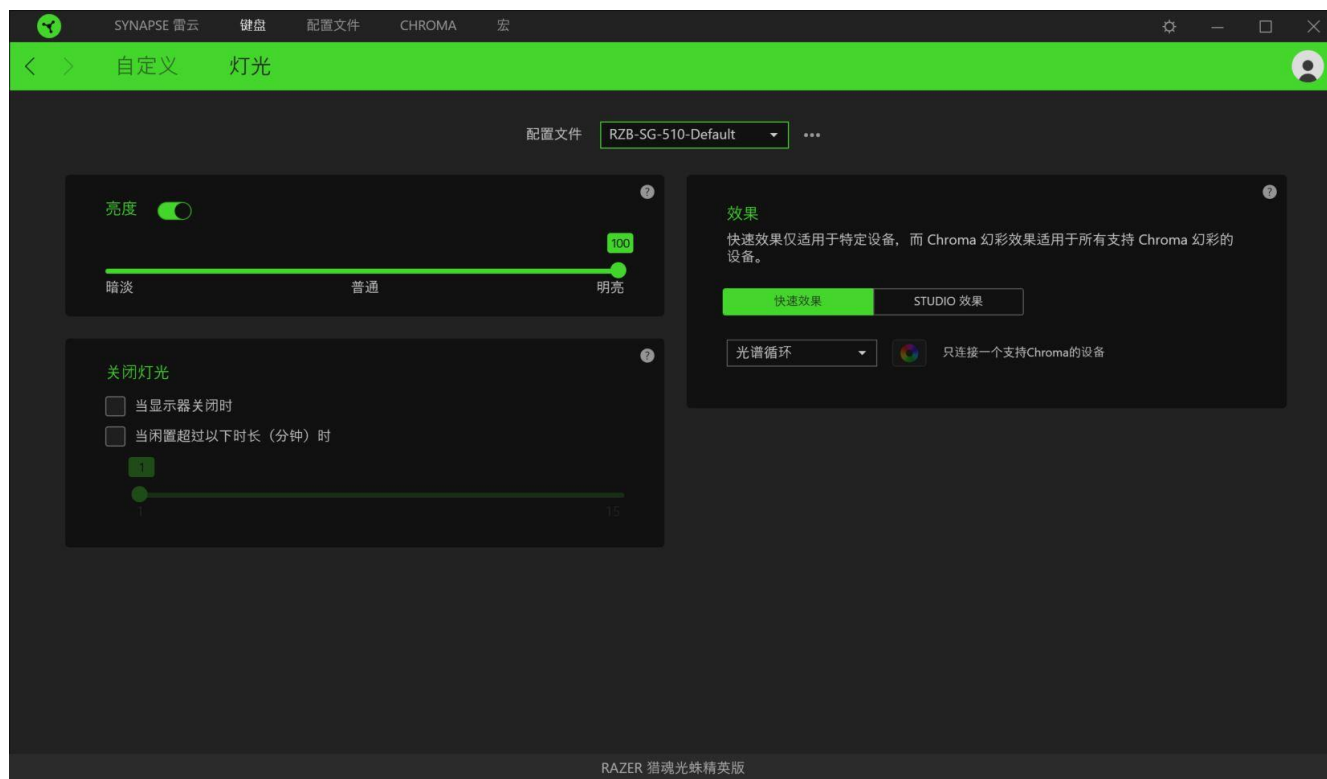 SYNAPSE 雷云 键盘 配置文件 CHROMA 宏
自定义 灯光
配置文件 RZB-SG-510-Default
亮度
100
暗淡 普通 明亮
关闭灯光
当显示器关闭时
当闲置超过以下时长（分钟）时
1
1 15
效果
快速效果仅适用于特定设备，而 Chroma 幻彩效果适用于所有支持 Chroma 幻彩的
设备。
快速效果 STUDIO 效果
光谱循环 只连接一个支持Chroma的设备
RAZER 猎魂光蛛精英版